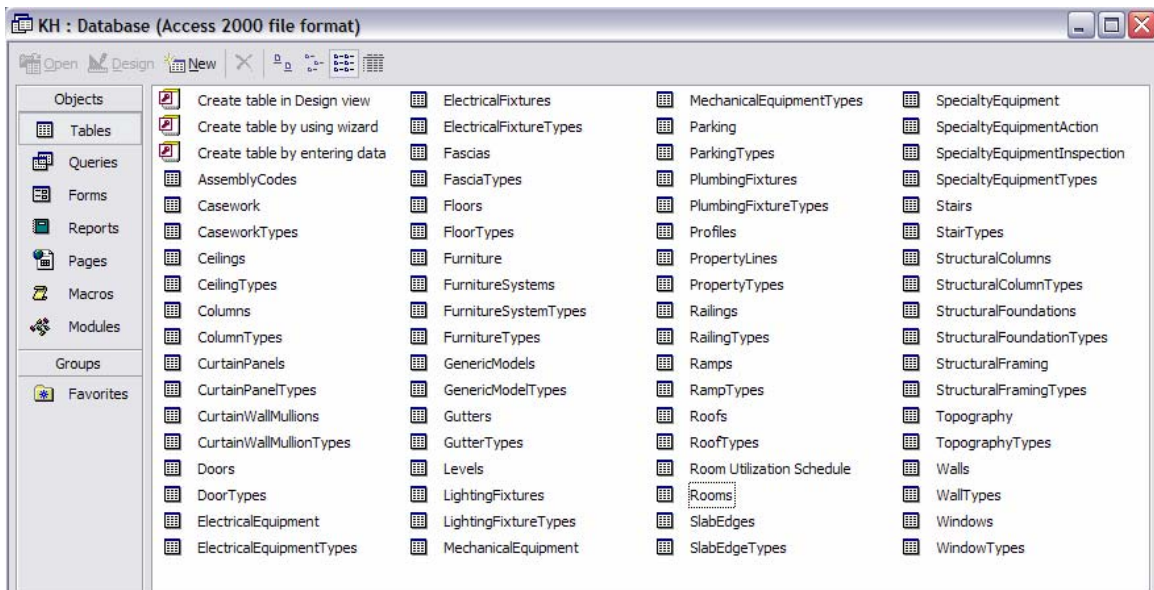 KH : Database (Access 2000 file format)
Open Design New
Objects
Tables
Queries
Forms
Reports
Pages
Macros
Modules
Groups
Favorites
Create table in Design view
Create table by using wizard
Create table by entering data
AssemblyCodes
Casework
CaseworkTypes
Ceilings
CeilingTypes
Columns
ColumnTypes
CurtainPanels
CurtainPanelTypes
CurtainWallMullions
CurtainWallMullionTypes
Doors
DoorTypes
ElectricalEquipment
ElectricalEquipmentTypes
ElectricalFixtures
ElectricalFixtureTypes
Fascias
FasciaTypes
Floors
FloorTypes
Furniture
FurnitureSystems
FurnitureSystemTypes
FurnitureTypes
GenericModels
GenericModelTypes
Gutters
GutterTypes
Levels
LightingFixtures
LightingFixtureTypes
MechanicalEquipment
MechanicalEquipmentTypes
Parking
ParkingTypes
PlumbingFixtures
PlumbingFixtureTypes
Profiles
PropertyLines
PropertyTypes
Railings
RailingTypes
Ramps
RampTypes
Roofs
RoofTypes
Room Utilization Schedule
Rooms
SlabEdges
SlabEdgeTypes
SpecialtyEquipment
SpecialtyEquipmentAction
SpecialtyEquipmentInspection
SpecialtyEquipmentTypes
Stairs
StairTypes
StructuralColumns
StructuralColumnTypes
StructuralFoundations
StructuralFoundationTypes
StructuralFraming
StructuralFramingTypes
Topography
TopographyTypes
Walls
WallTypes
Windows
WindowTypes